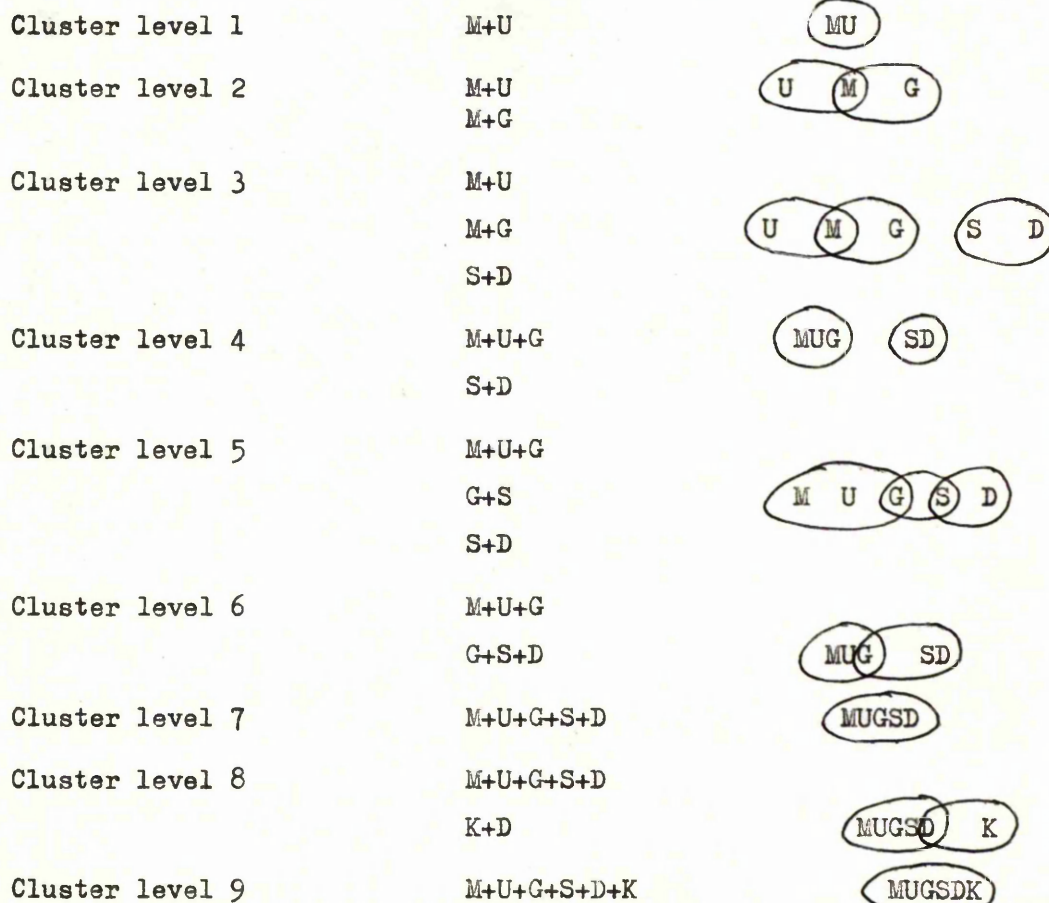 Cluster level 1 M+U MU
Cluster level 2 M+U U M G
M+G
Cluster level 3 M+U
M+G U M G S D
S+D
Cluster level 4 M+U+G MUG SD
S+D
Cluster level 5 M+U+G
G+S M U G S D
S+D
Cluster level 6 M+U+G
G+S+D MUG SD
Cluster level 7 M+U+G+S+D MUGSD
Cluster level 8 M+U+G+S+D
K+D MUGSD K
Cluster level 9 M+U+G+S+D+K MUGSDK